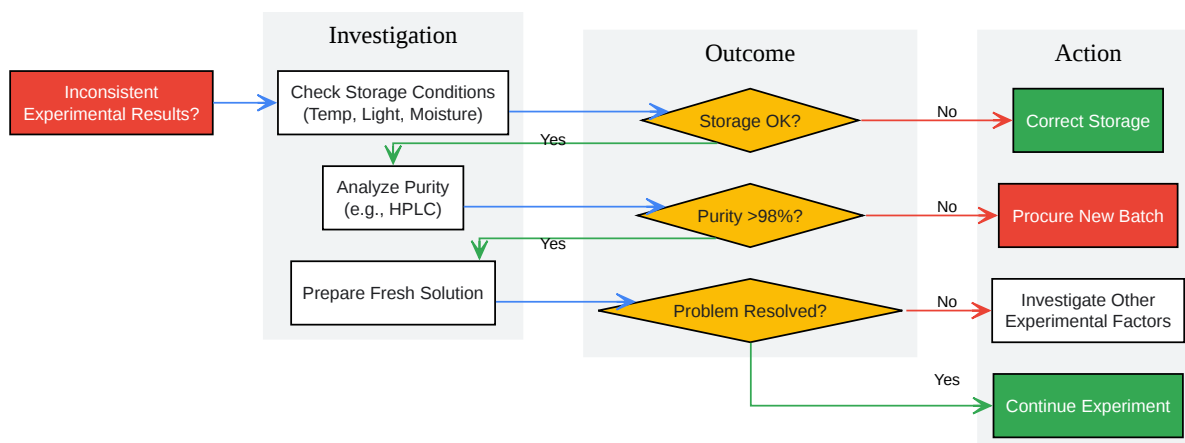 Investigation
Outcome
Action
Inconsistent
Experimental Results?
Check Storage Conditions
(Temp, Light, Moisture)
Storage OK?
No
Correct Storage
Yes
Analyze Purity
(e.g., HPLC)
Purity >98%?
No
Procure New Batch
Yes
Prepare Fresh Solution
Problem Resolved?
No
Investigate Other
Experimental Factors
Yes
Continue Experiment